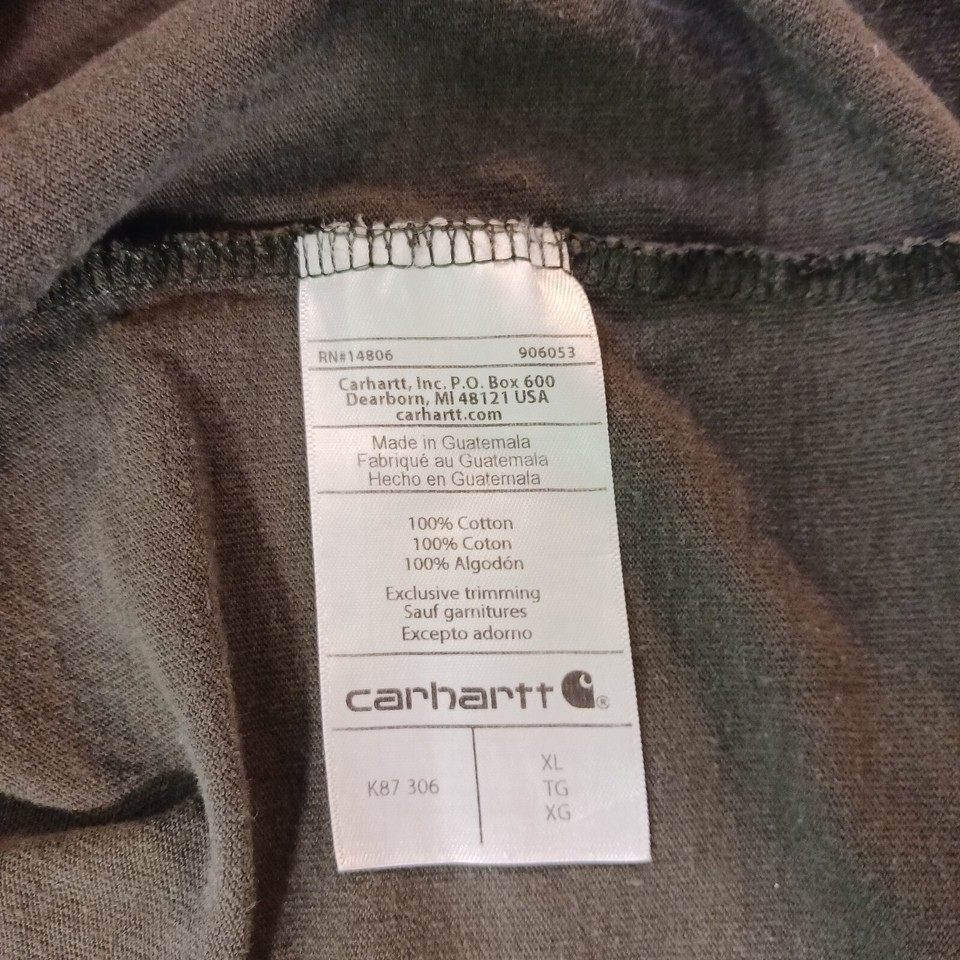 RN#14806 906053
Carhartt, Inc. P.O. Box 600
Dearborn, MI 48121 USA
carhartt.com
Made in Guatemala
Fabriqué au Guatemala
Hecho en Guatemala
100% Cotton
100% Coton
100% Algodón
Exclusive trimming
Sauf garnitures
Excepto adorno
carhartt ®
K87 306
XL
TG
XG